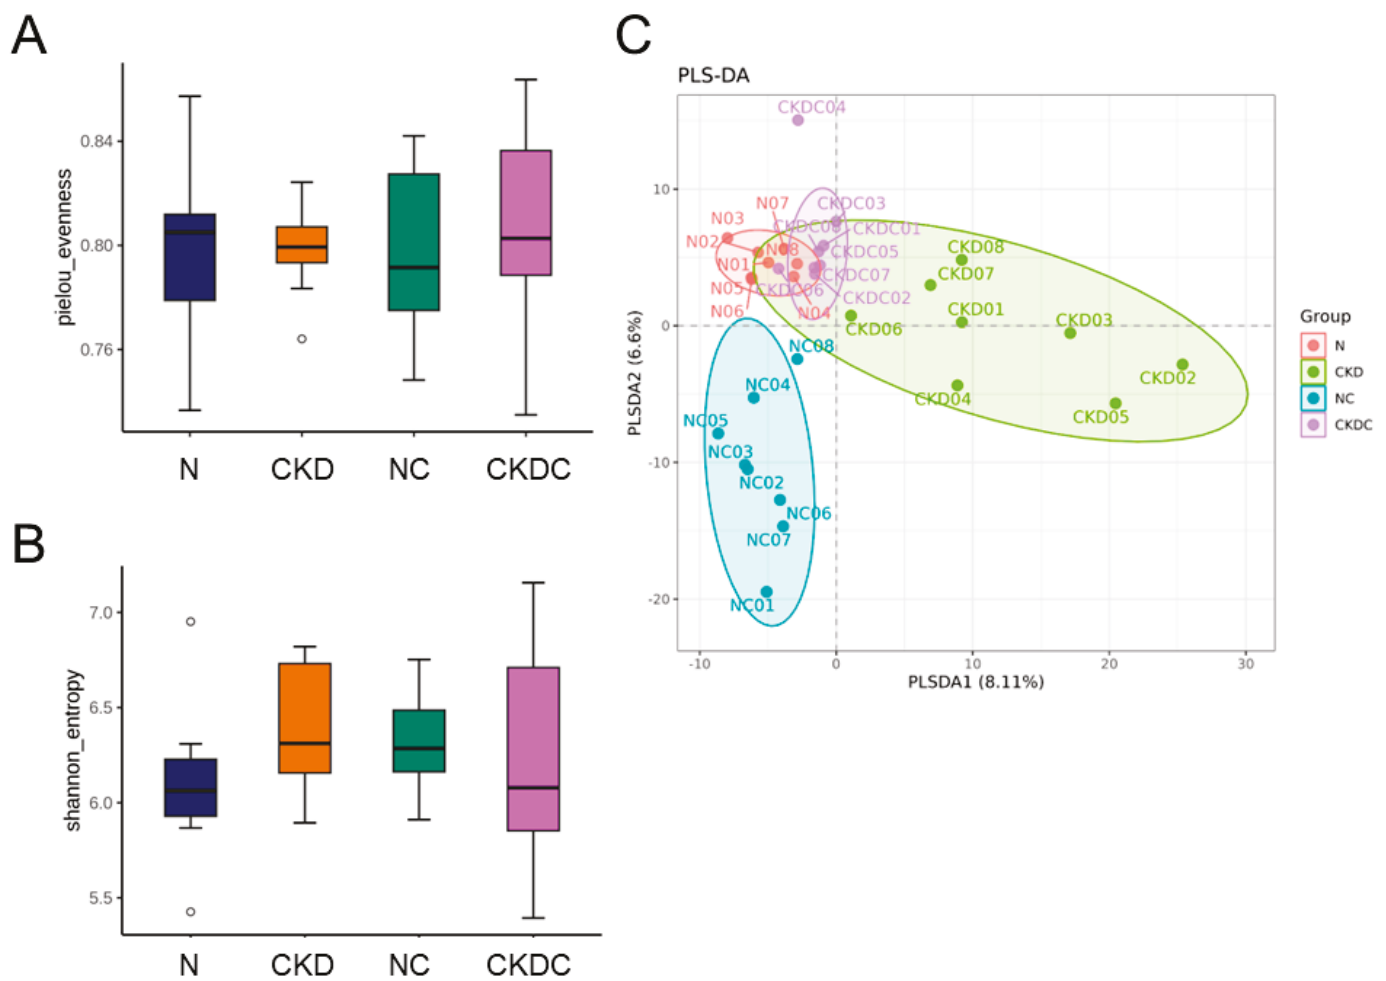 A
pielou_evenness
0.84
0.80
0.76
N CKD NC CKDC
B
shannon_entropy
7.0
6.5
6.0
5.5
N CKD NC CKDC
C
PLS-DA
PLSDA2 (6.6%)
10
0
-10
-20
CKDC04
N07 CKDC03
N03
CKDC01
N02 CKD08
N08 CKDC05
N01 CKD07
CKDC07
N05 CKDC06
CKDC02
N06 N04 CKD01
CKD06 CKD03
NC08
CKD02
NC04 CKD04
NC05 CKD05
NC03
NC02
NC06
NC07
NC01
-10 0 10 20 30
PLSDA1 (8.11%)
Group
N
CKD
NC
CKDC